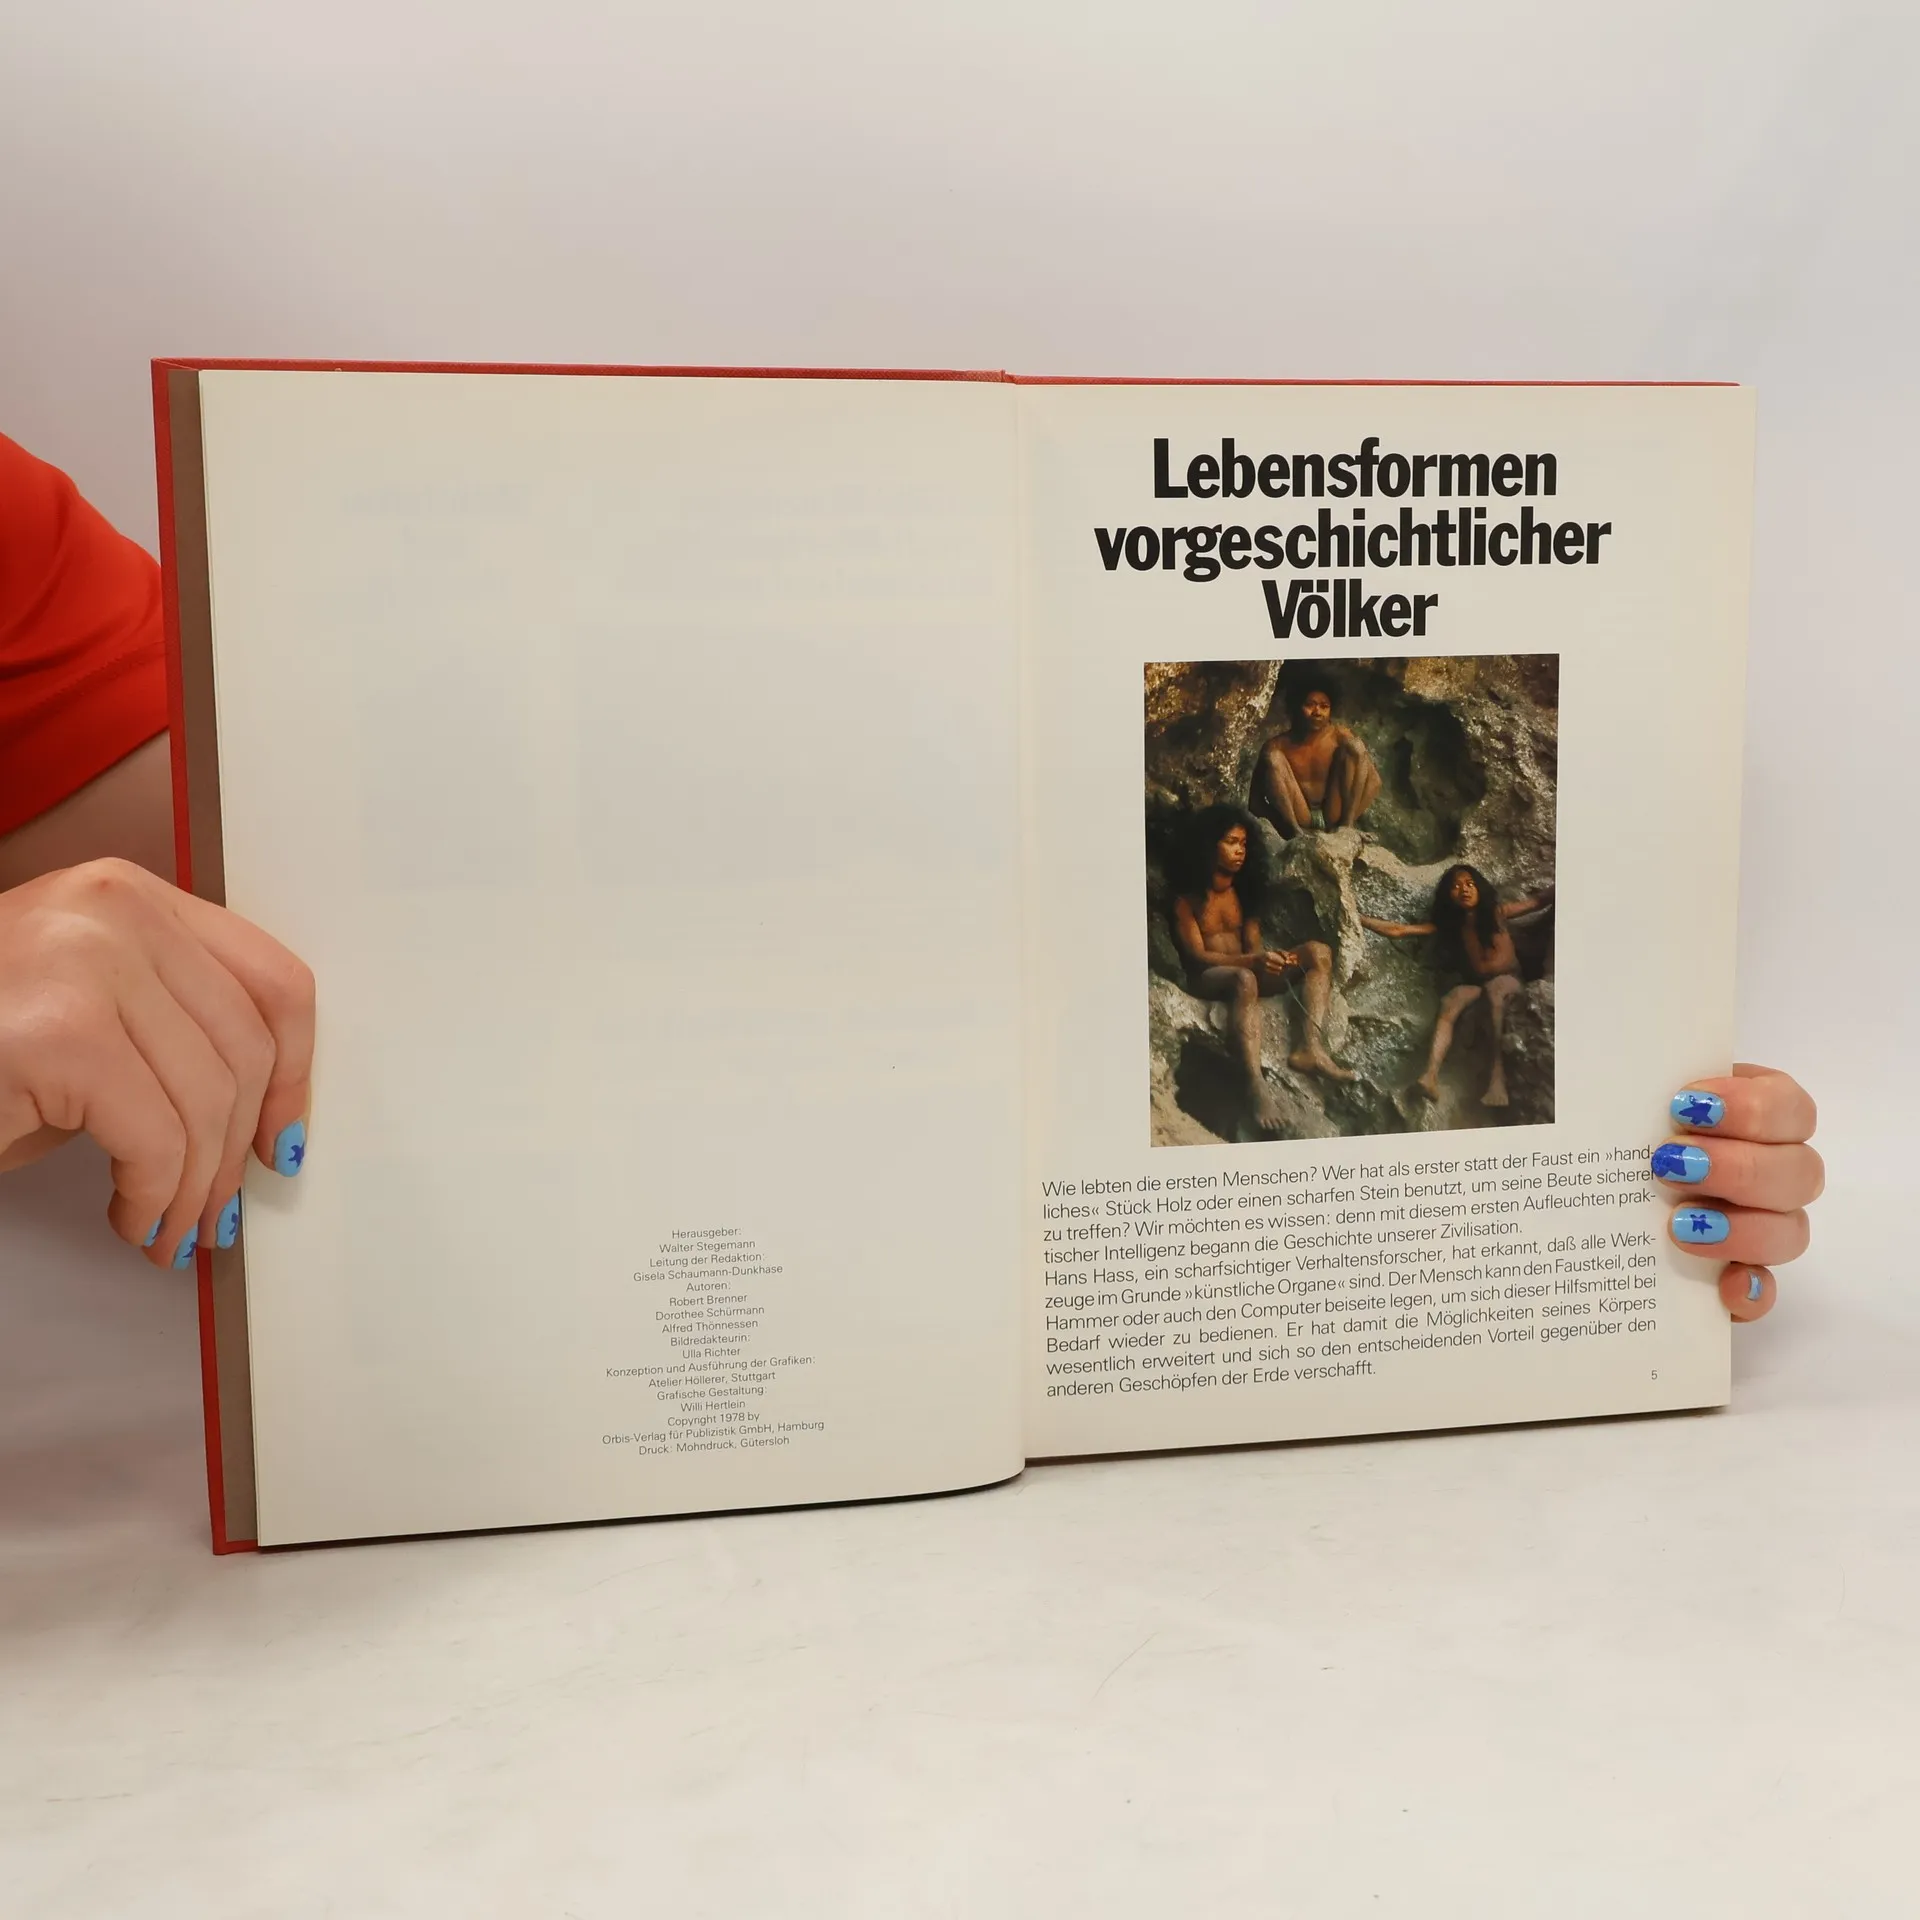 Herausgeber:
Walter Stegemann
Leitung der Redaktion:
Gisela Schaumann-Dunkhase
Autoren:
Robert Brenner
Dorothee Schürmann
Alfred Thönnessen
Bildredakteurin:
Ulla Richter
Konzeption und Ausführung der Grafiken:
Atelier Höllerer, Stuttgart
Grafische Gestaltung:
Willi Hertlein
Copyright 1978 by
Orbis-Verlag für Publizistik GmbH, Hamburg
Druck: Mohndruck, Gütersloh
Lebensformen
vorgeschichtlicher
Völker
Wie lebten die ersten Menschen? Wer hat als erster statt der Faust ein »hand-
liches« Stück Holz oder einen scharfen Stein benutzt, um seine Beute sicherer
zu treffen? Wir möchten es wissen: denn mit diesem ersten Aufleuchten prak-
tischer Intelligenz begann die Geschichte unserer Zivilisation.
Hans Hass, ein scharfsichtiger Verhaltensforscher, hat erkannt, daß alle Werk-
zeuge im Grunde »künstliche Organe« sind. Der Mensch kann den Faustkeil, den
Hammer oder auch den Computer beiseite legen, um sich dieser Hilfsmittel bei
Bedarf wieder zu bedienen. Er hat damit die Möglichkeiten seines Körpers
wesentlich erweitert und sich so den entscheidenden Vorteil gegenüber den
anderen Geschöpfen der Erde verschafft.
5